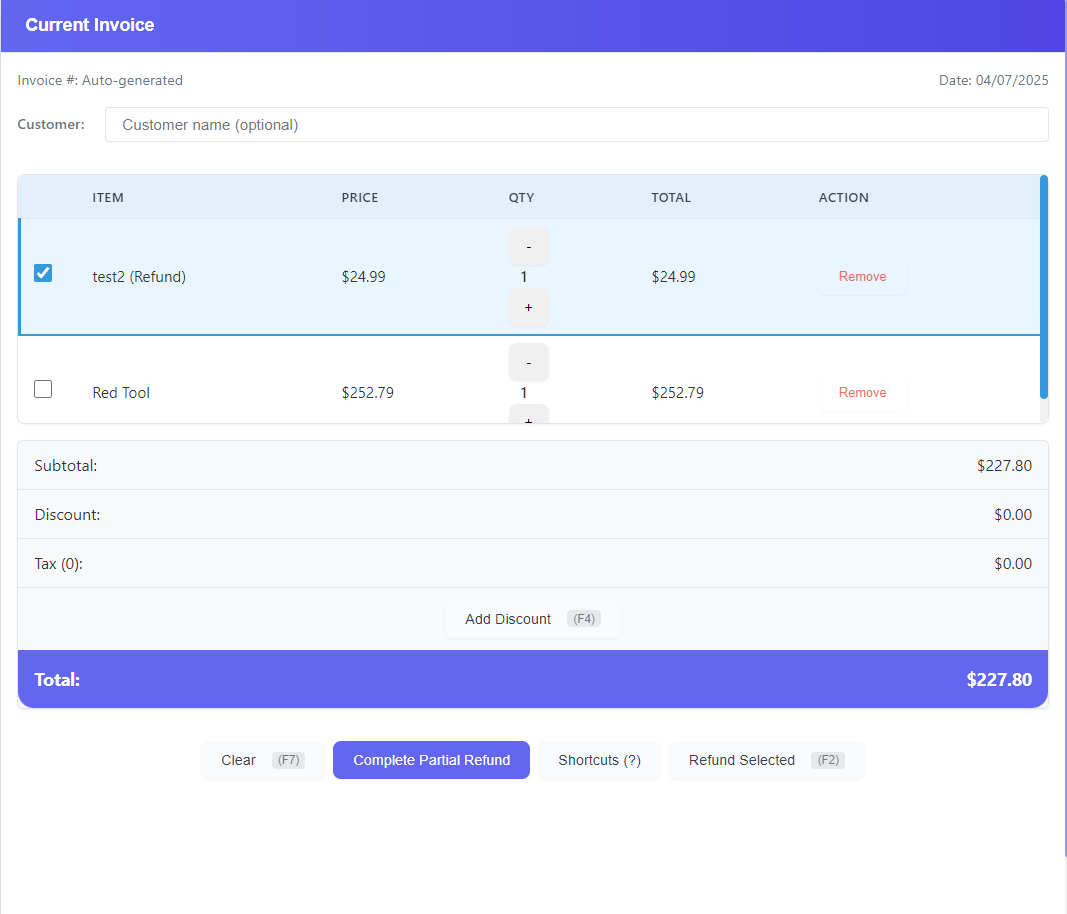 Current Invoice
Invoice #: Auto-generated Date: 04/07/2025
Customer: Customer name (optional)
ITEM PRICE QTY TOTAL ACTION
-
test2 (Refund) $24.99 1 $24.99 Remove
+
-
Red Tool $252.79 1 $252.79 Remove
+
Subtotal: $227.80
Discount: $0.00
Tax (0): $0.00
Add Discount (F4)
Total: $227.80
Clear (F7) Complete Partial Refund Shortcuts (?) Refund Selected (F2)